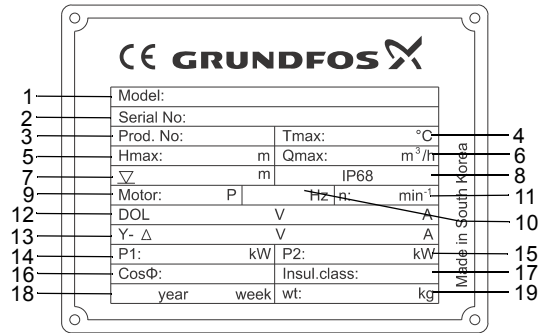 CE GRUNDFOS
1 Model:
2 Serial No:
3 Prod. No: Tmax: °C 4
5 Hmax: m Qmax: m³/h 6
7 ▽ m IP68 8
9 Motor: P Hz n: min⁻¹ 11
10
12 DOL V A
13 Y- △ V A
14 P1: kW P2: kW 15
16 CosΦ: Insul.class: 17
18 year week wt: kg 19
Made in South Korea